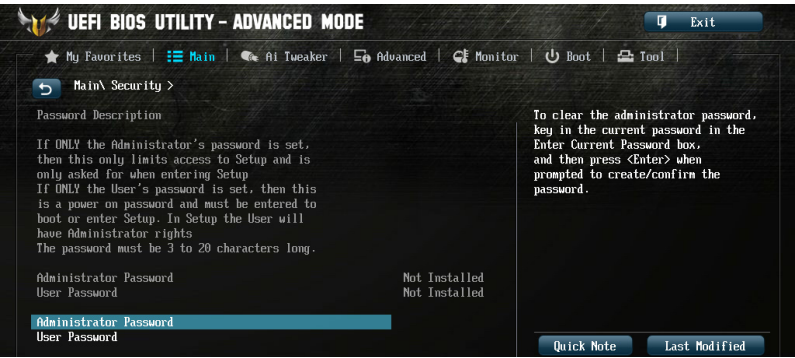 UEFI BIOS UTILITY - ADVANCED MODE
Exit
My Favorites | Main | Ai Tweaker | Advanced | Monitor | Boot | Tool |
Main\ Security >
Password Description
If ONLY the Administrator's password is set,
then this only limits access to Setup and is
only asked for when entering Setup
If ONLY the User's password is set, then this
is a power on password and must be entered to
boot or enter Setup. In Setup the User will
have Administrator rights
The password must be 3 to 20 characters long.
Administrator Password Not Installed
User Password Not Installed
Administrator Password
User Password
To clear the administrator password,
key in the current password in the
Enter Current Password box,
and then press <Enter> when
prompted to create/confirm the
password.
Quick Note
Last Modified